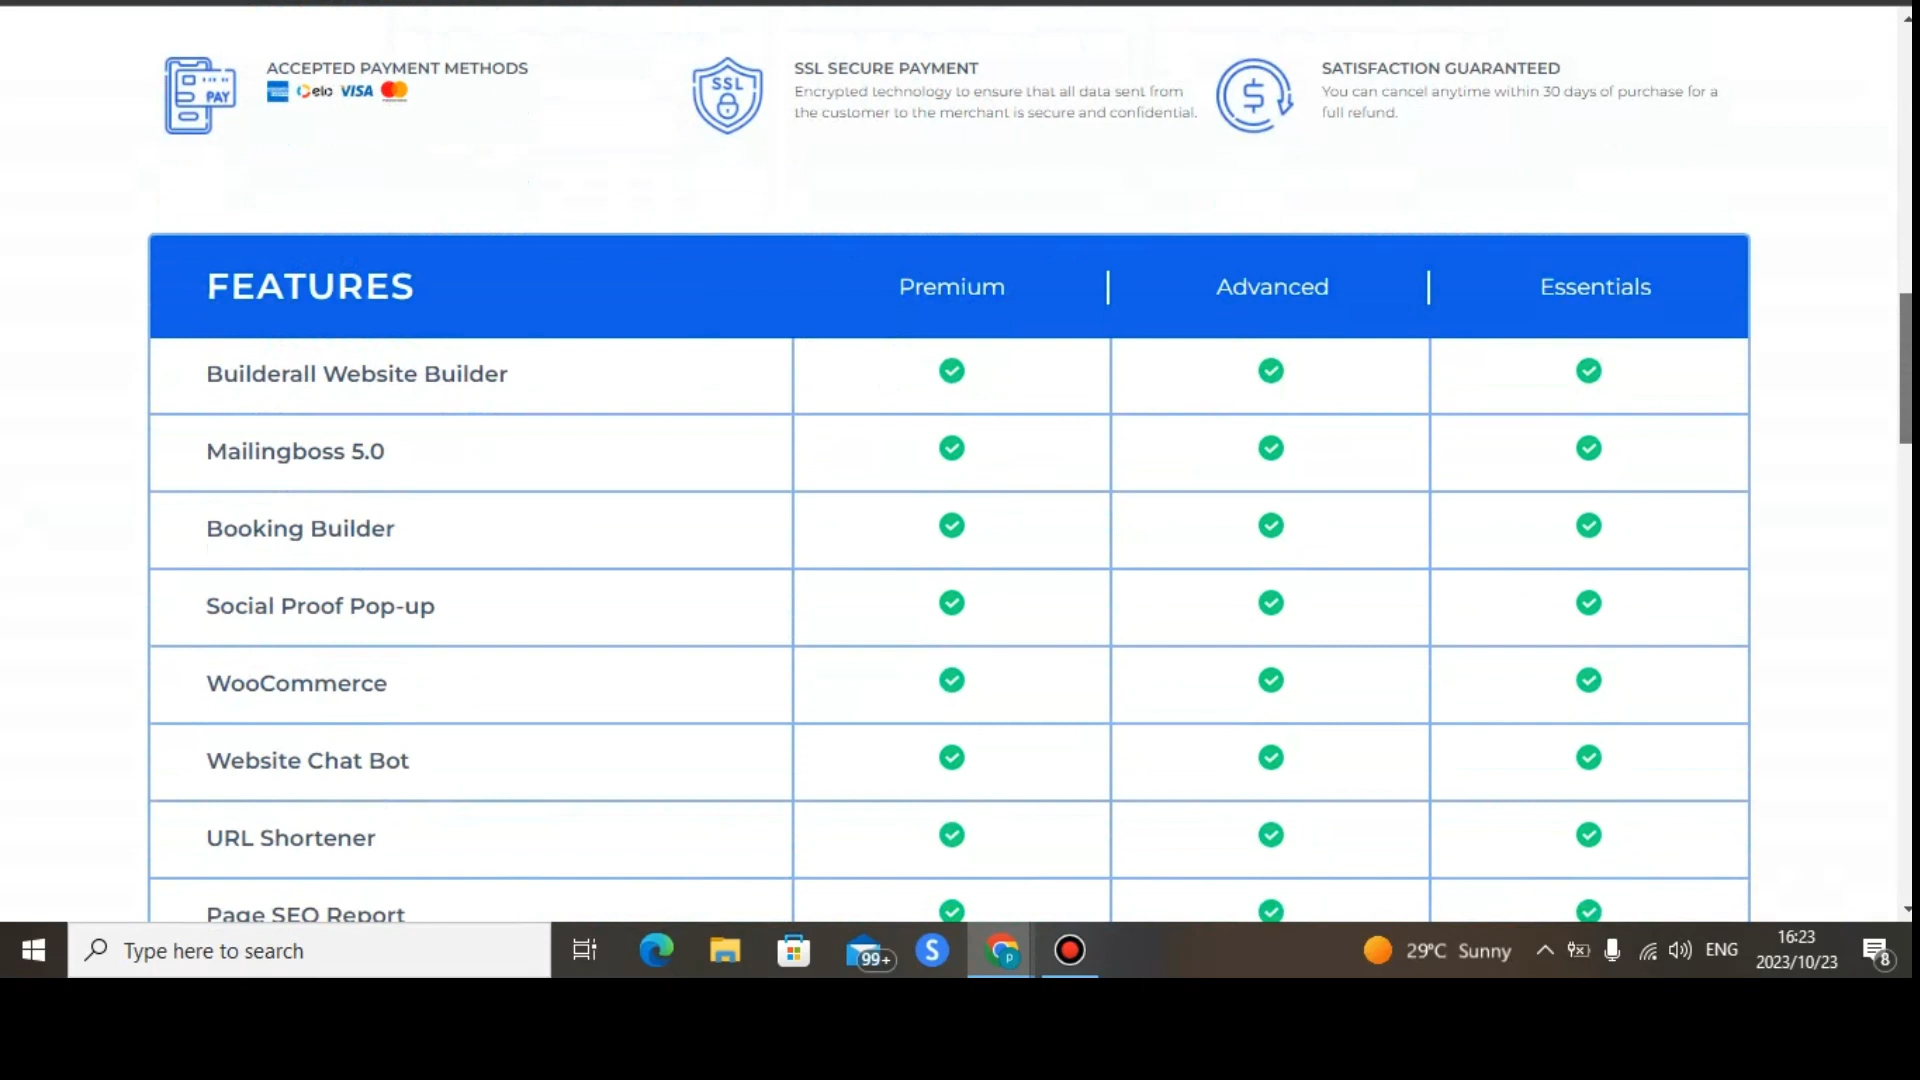 ACCEPTED PAYMENT METHODS
elo VISA
PAY
SSL
SSL SECURE PAYMENT
Encrypted technology to ensure that all data sent from
the customer to the merchant is secure and confidential.
SATISFACTION GUARANTEED
You can cancel anytime within 30 days of purchase for a
full refund.
FEATURES Premium Advanced Essentials
Builderall Website Builder
Mailingboss 5.0
Booking Builder
Social Proof Pop-up
WooCommerce
Website Chat Bot
URL Shortener
Page SEO Report
Type here to search
99+
S
p
29°C Sunny
ENG
16:23
2023/10/23
8